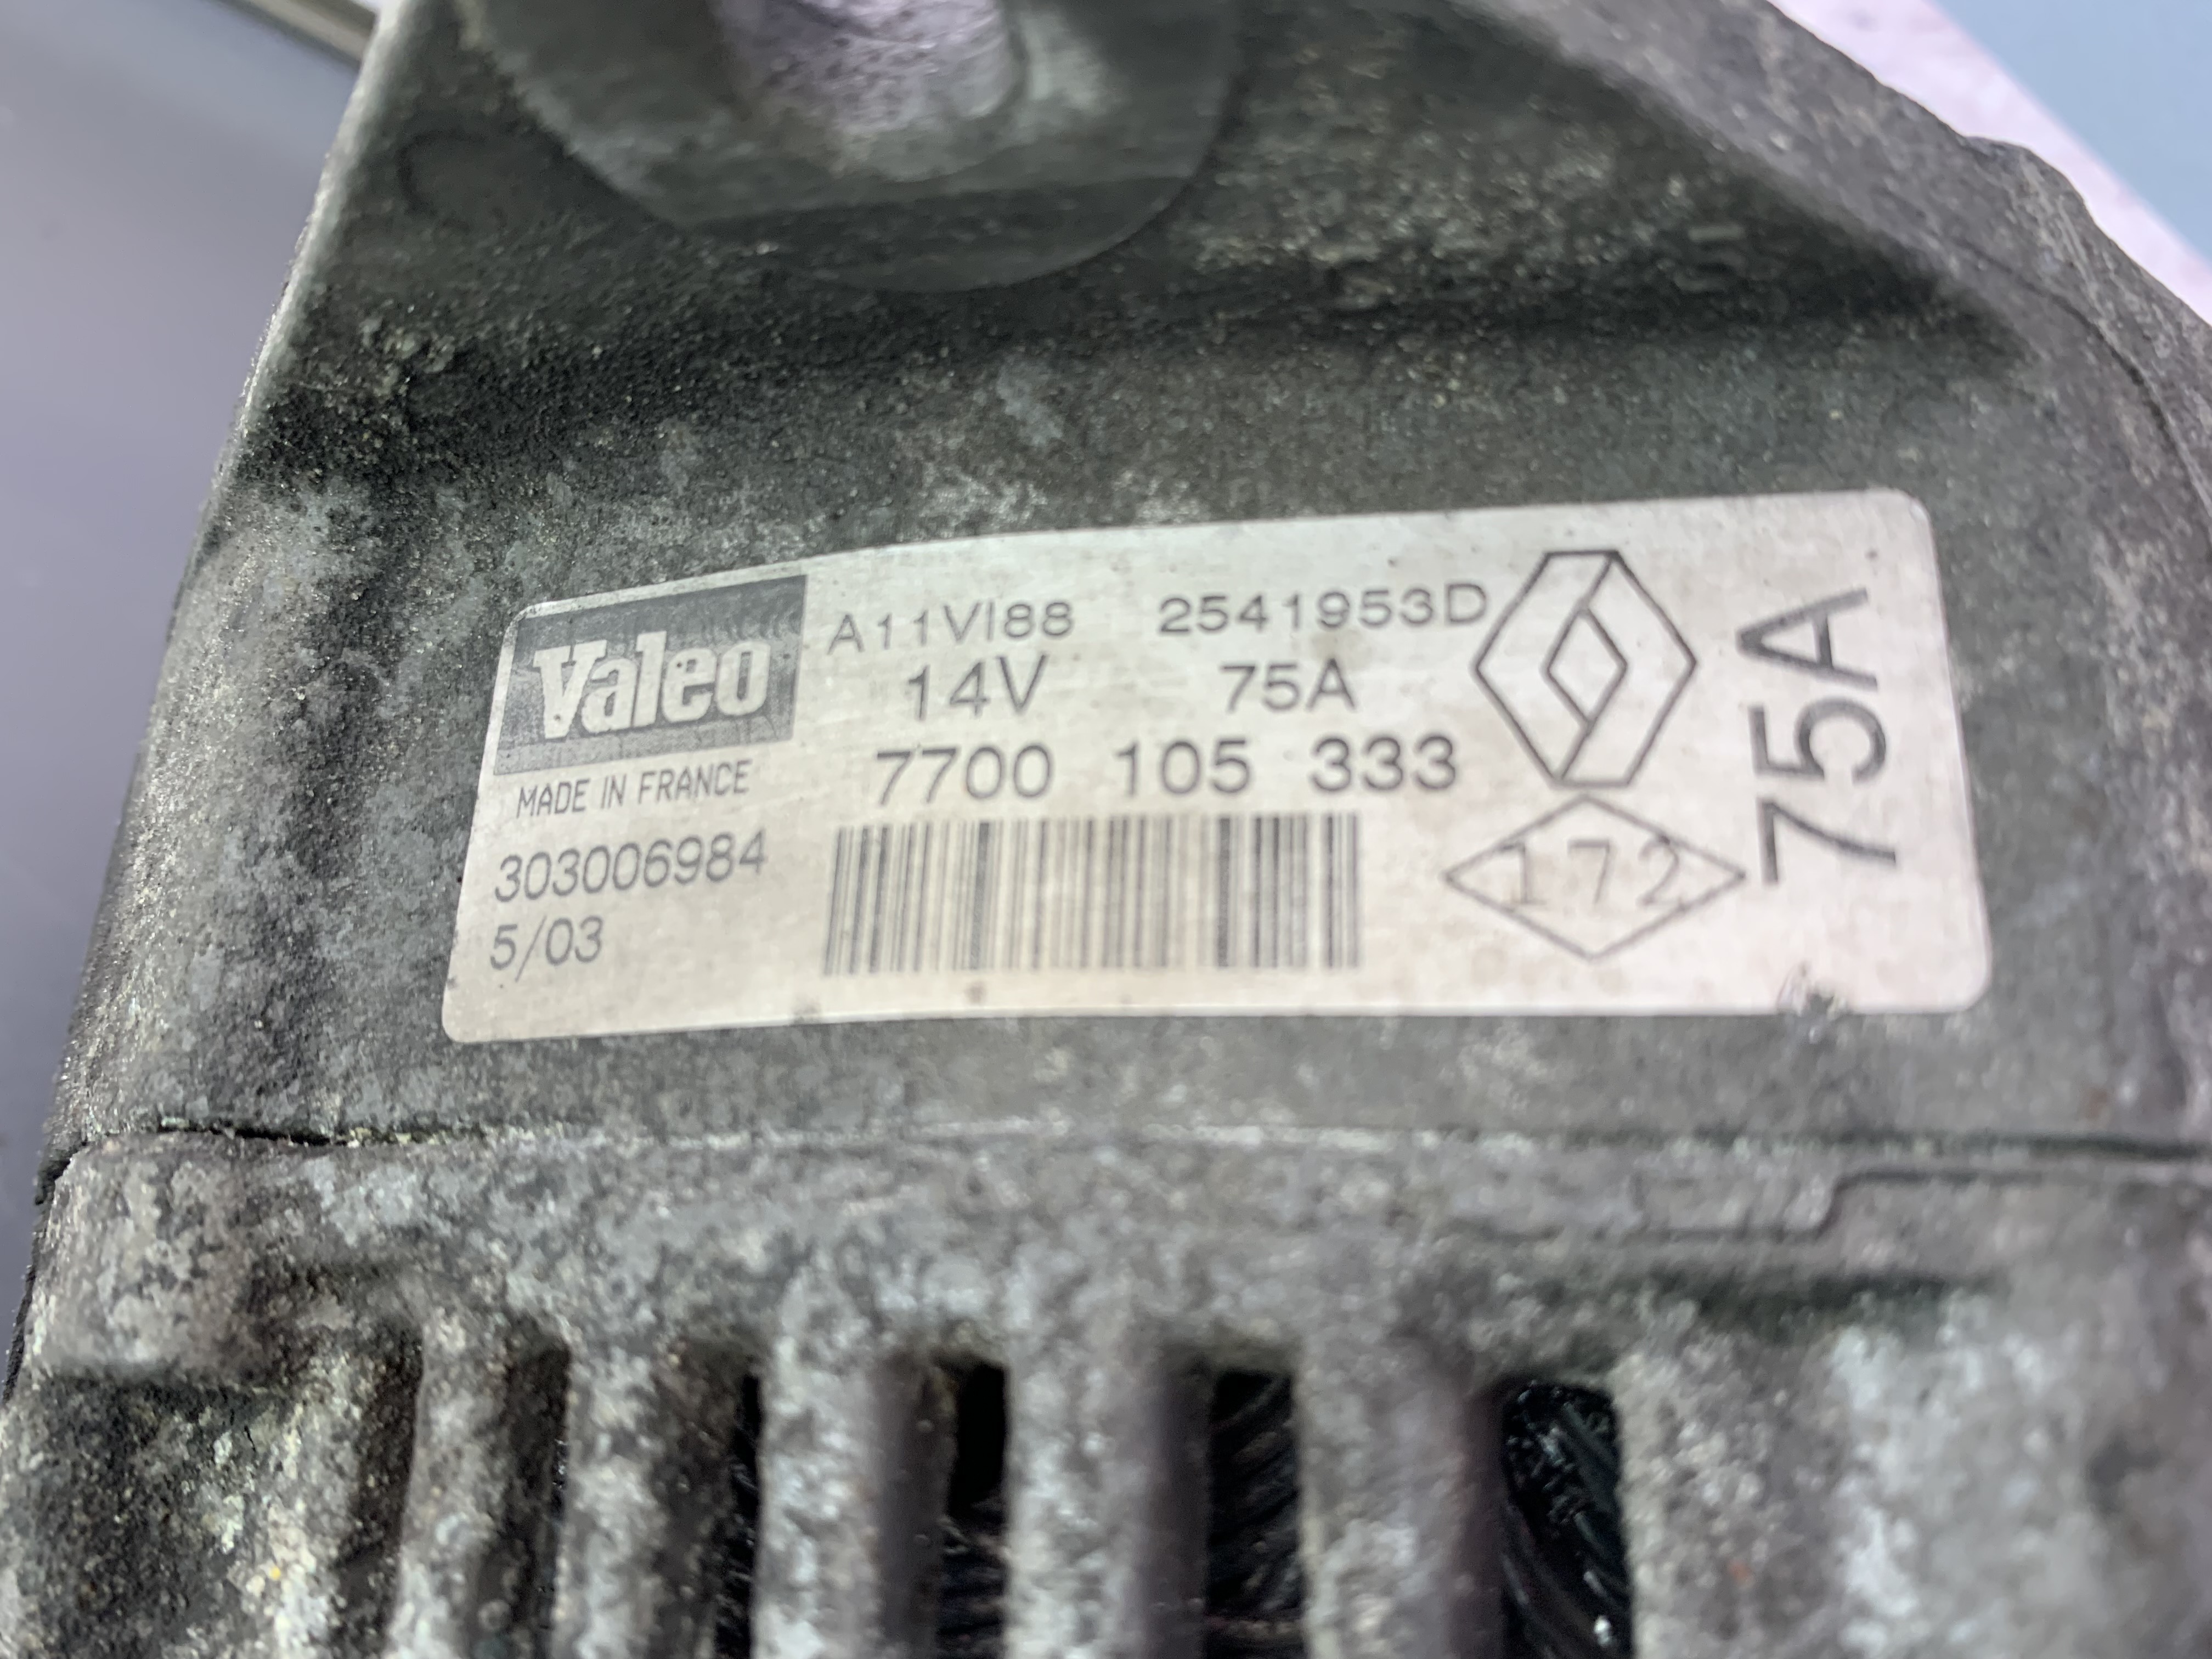 Valeo
A11VI88 2541953D
14V 75A
7700 105 333
MADE IN FRANCE
303006984
5/03
172
75A